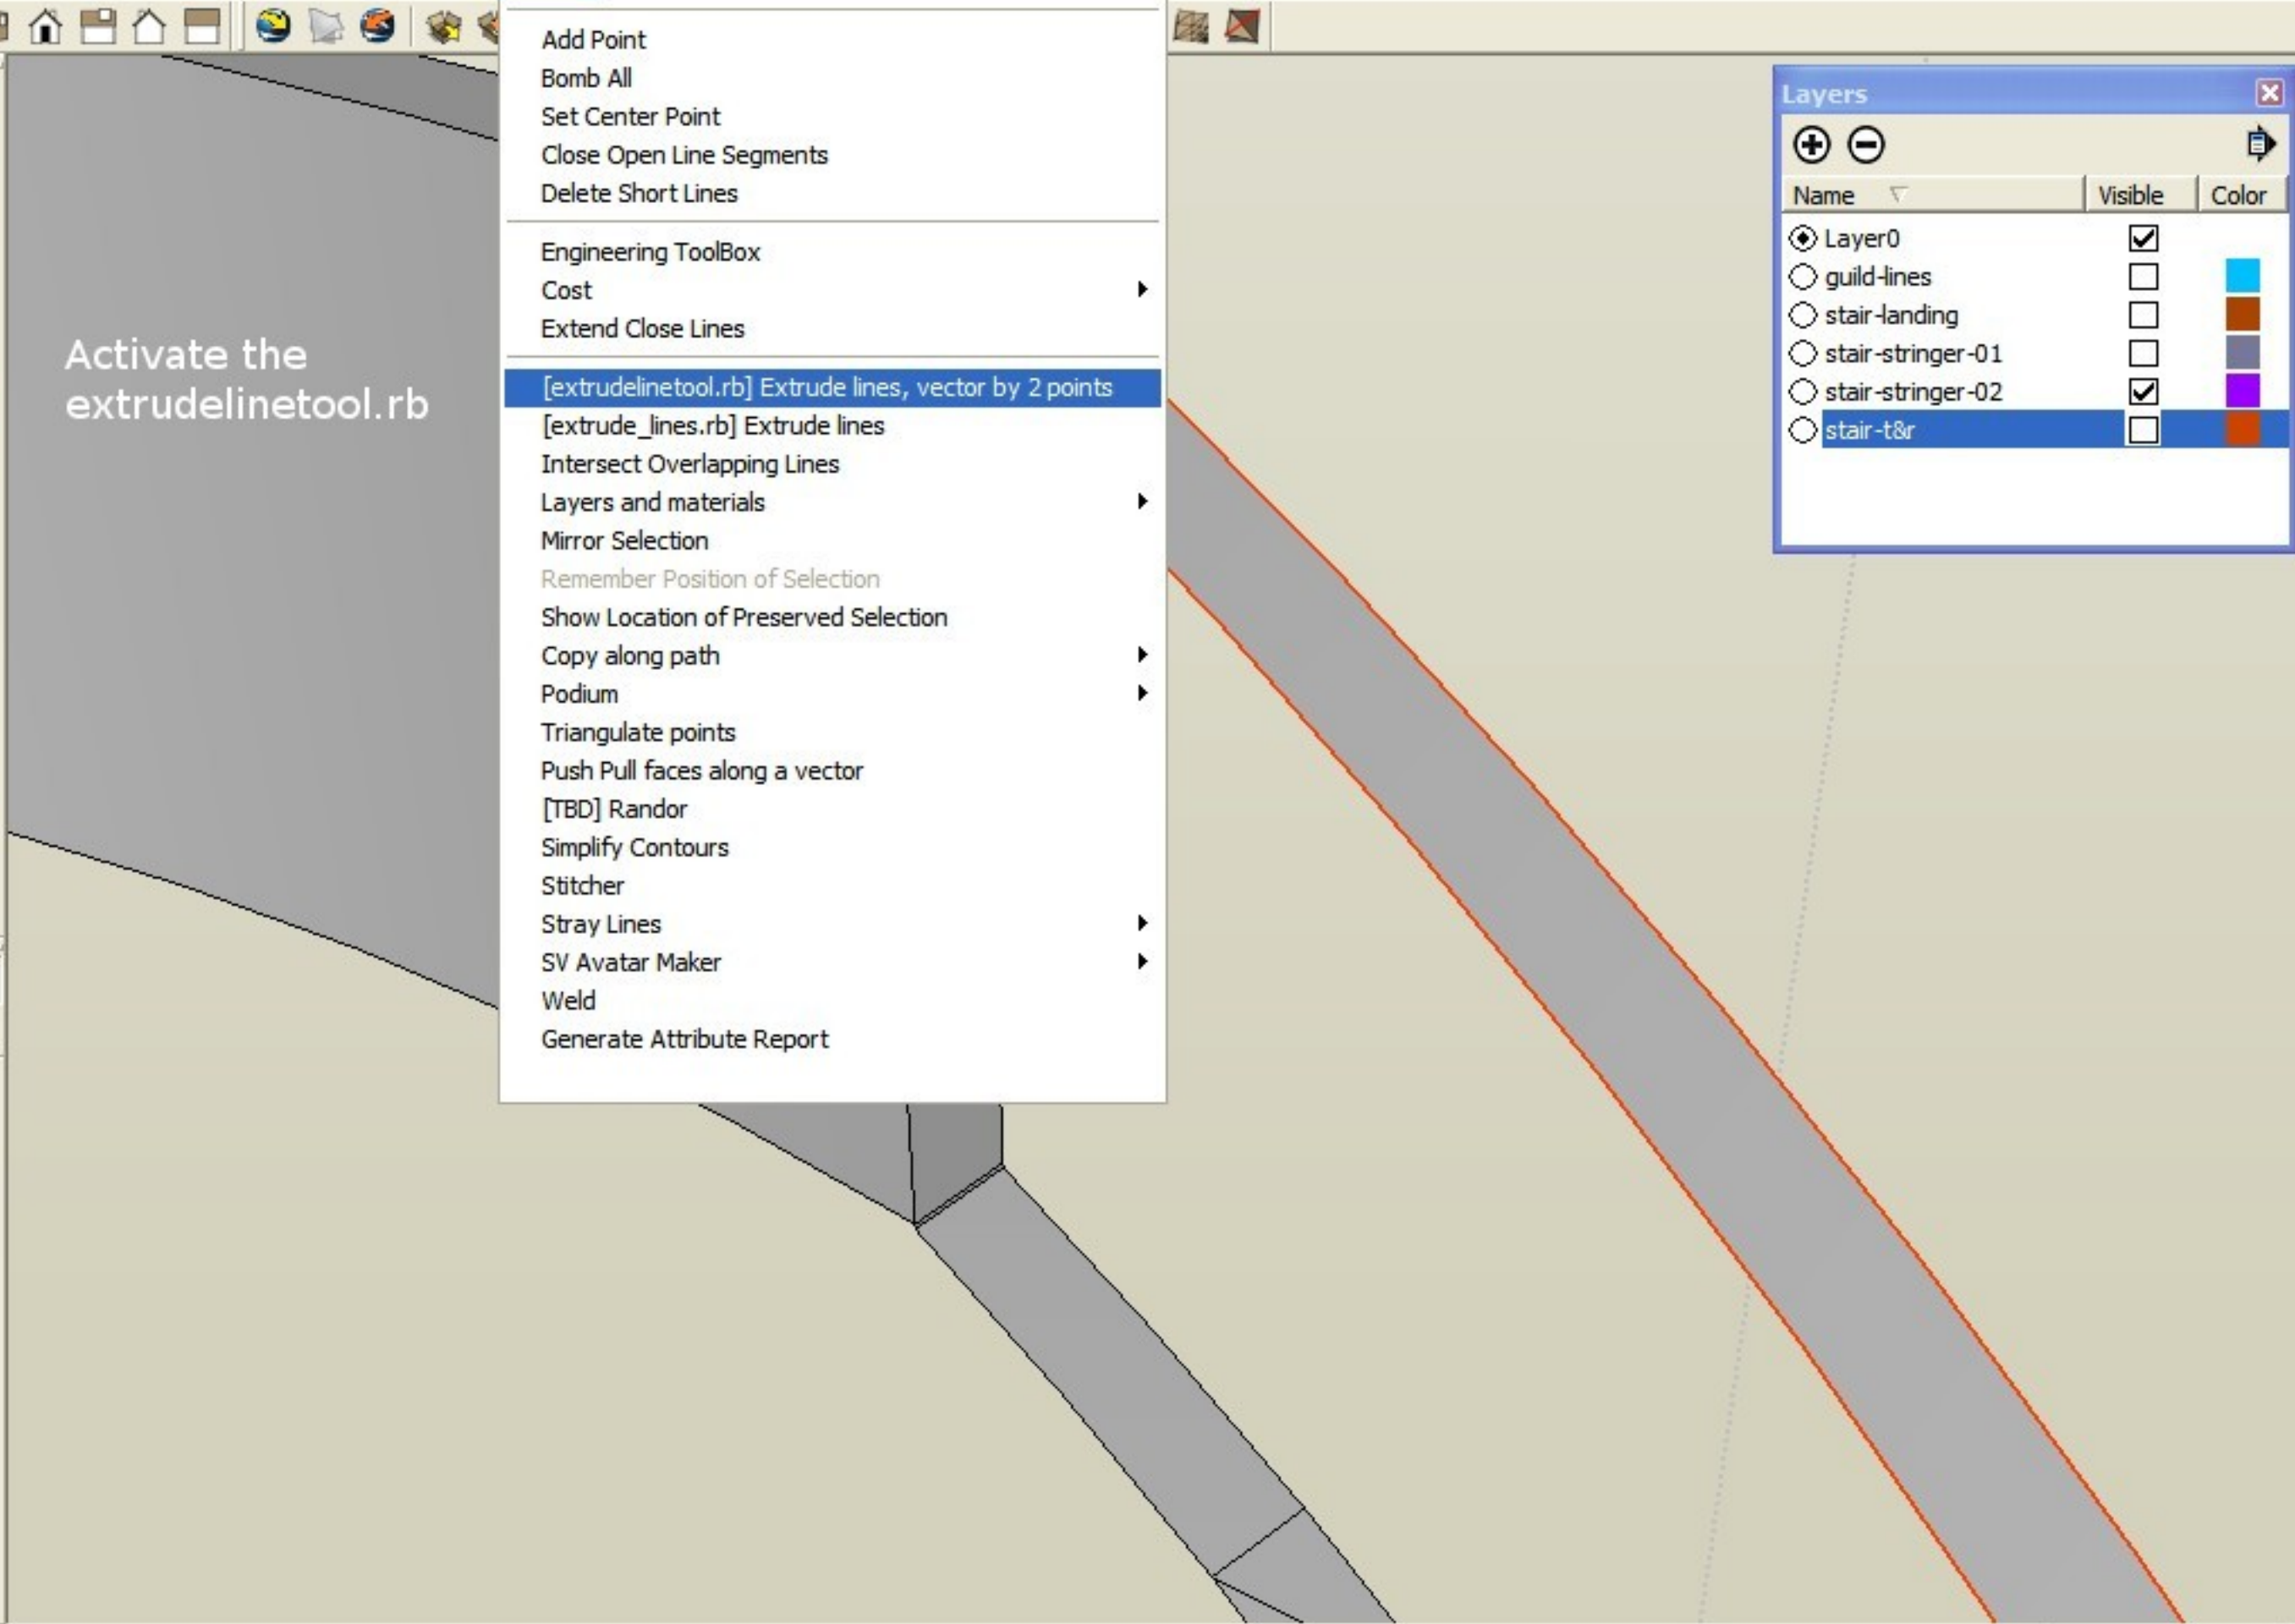 Add Point
Bomb All
Set Center Point
Close Open Line Segments
Delete Short Lines
Engineering ToolBox
Cost
Extend Close Lines
[extrudelinetool.rb] Extrude lines, vector by 2 points
[extrude_lines.rb] Extrude lines
Intersect Overlapping Lines
Layers and materials
Mirror Selection
Remember Position of Selection
Show Location of Preserved Selection
Copy along path
Podium
Triangulate points
Push Pull faces along a vector
[TBD] Randor
Simplify Contours
Stitcher
Stray Lines
SV Avatar Maker
Weld
Generate Attribute Report
Activate the
extrudelinetool.rb
Layers
Name Visible Color
Layer0
guild-lines
stair-landing
stair-stringer-01
stair-stringer-02
stair-t&r